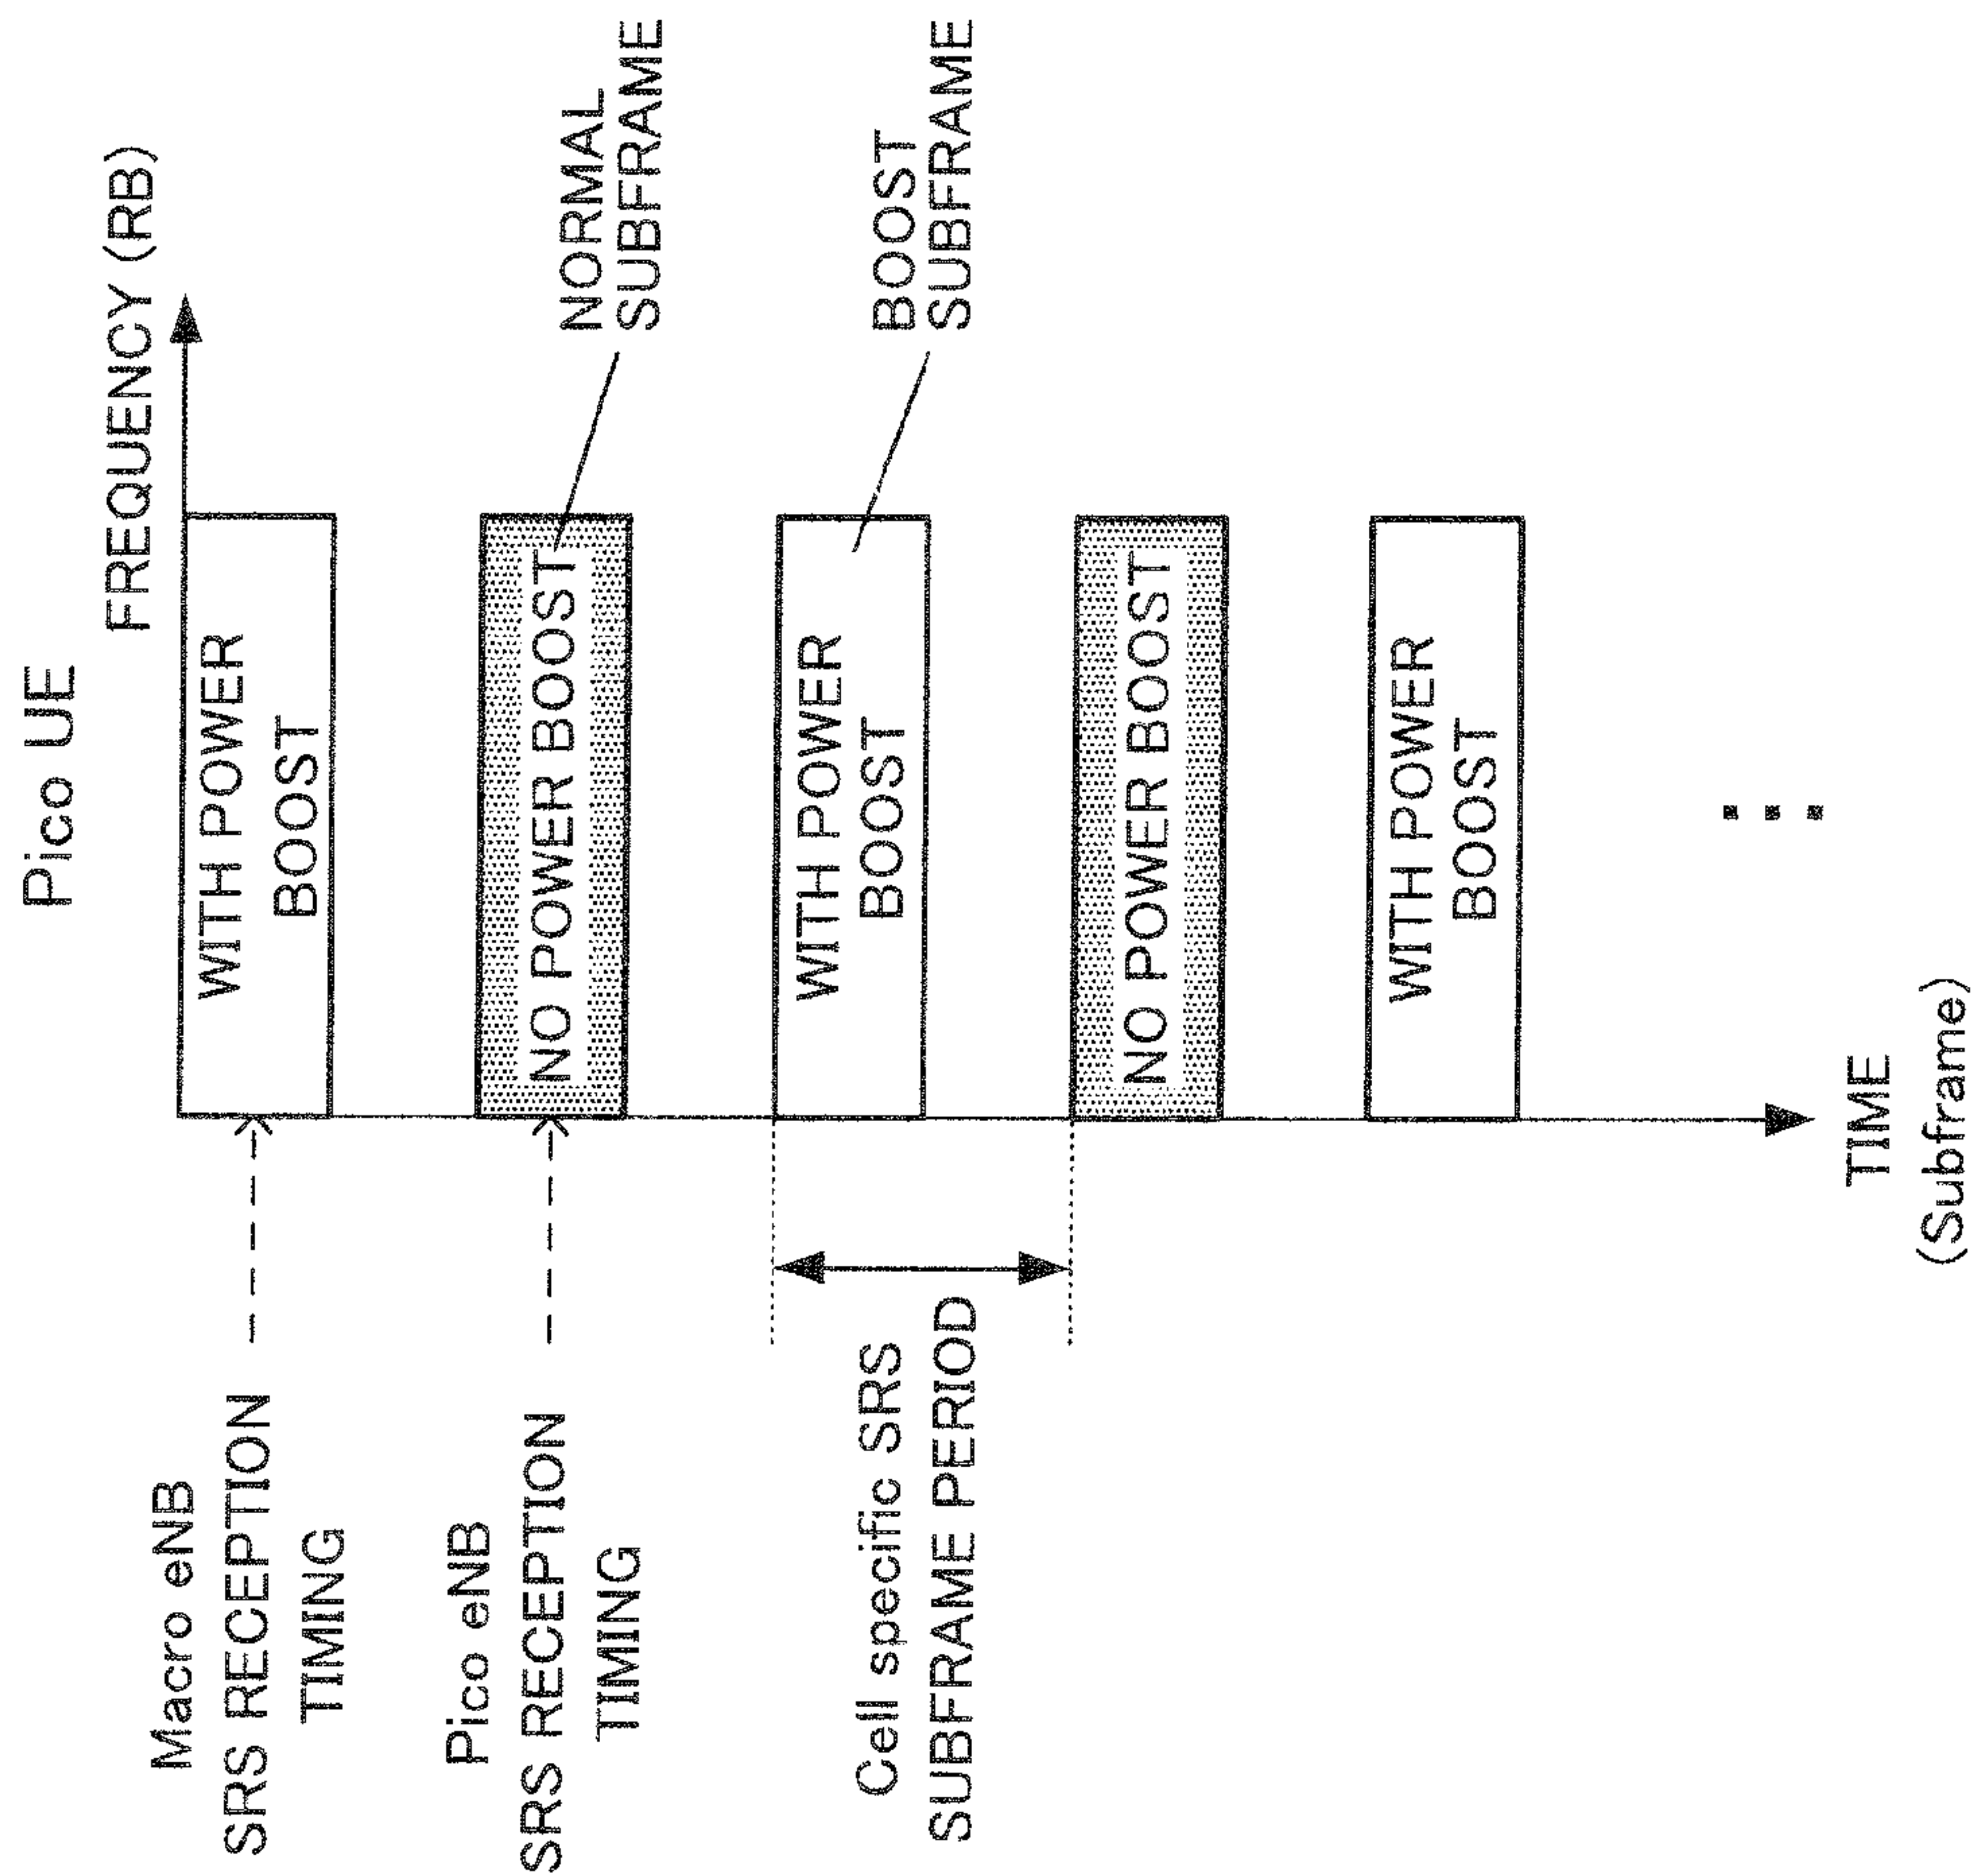 Pico UE
FREQUENCY (RB)
Macro eNB
SRS RECEPTION
TIMING
WITH POWER
BOOST
Pico eNB
SRS RECEPTION
TIMING
NO POWER BOOST
NORMAL
SUBFRAME
Cell specific SRS
SUBFRAME PERIOD
WITH POWER
BOOST
BOOST
SUBFRAME
NO POWER BOOST
WITH POWER
BOOST
TIME
(Subframe)